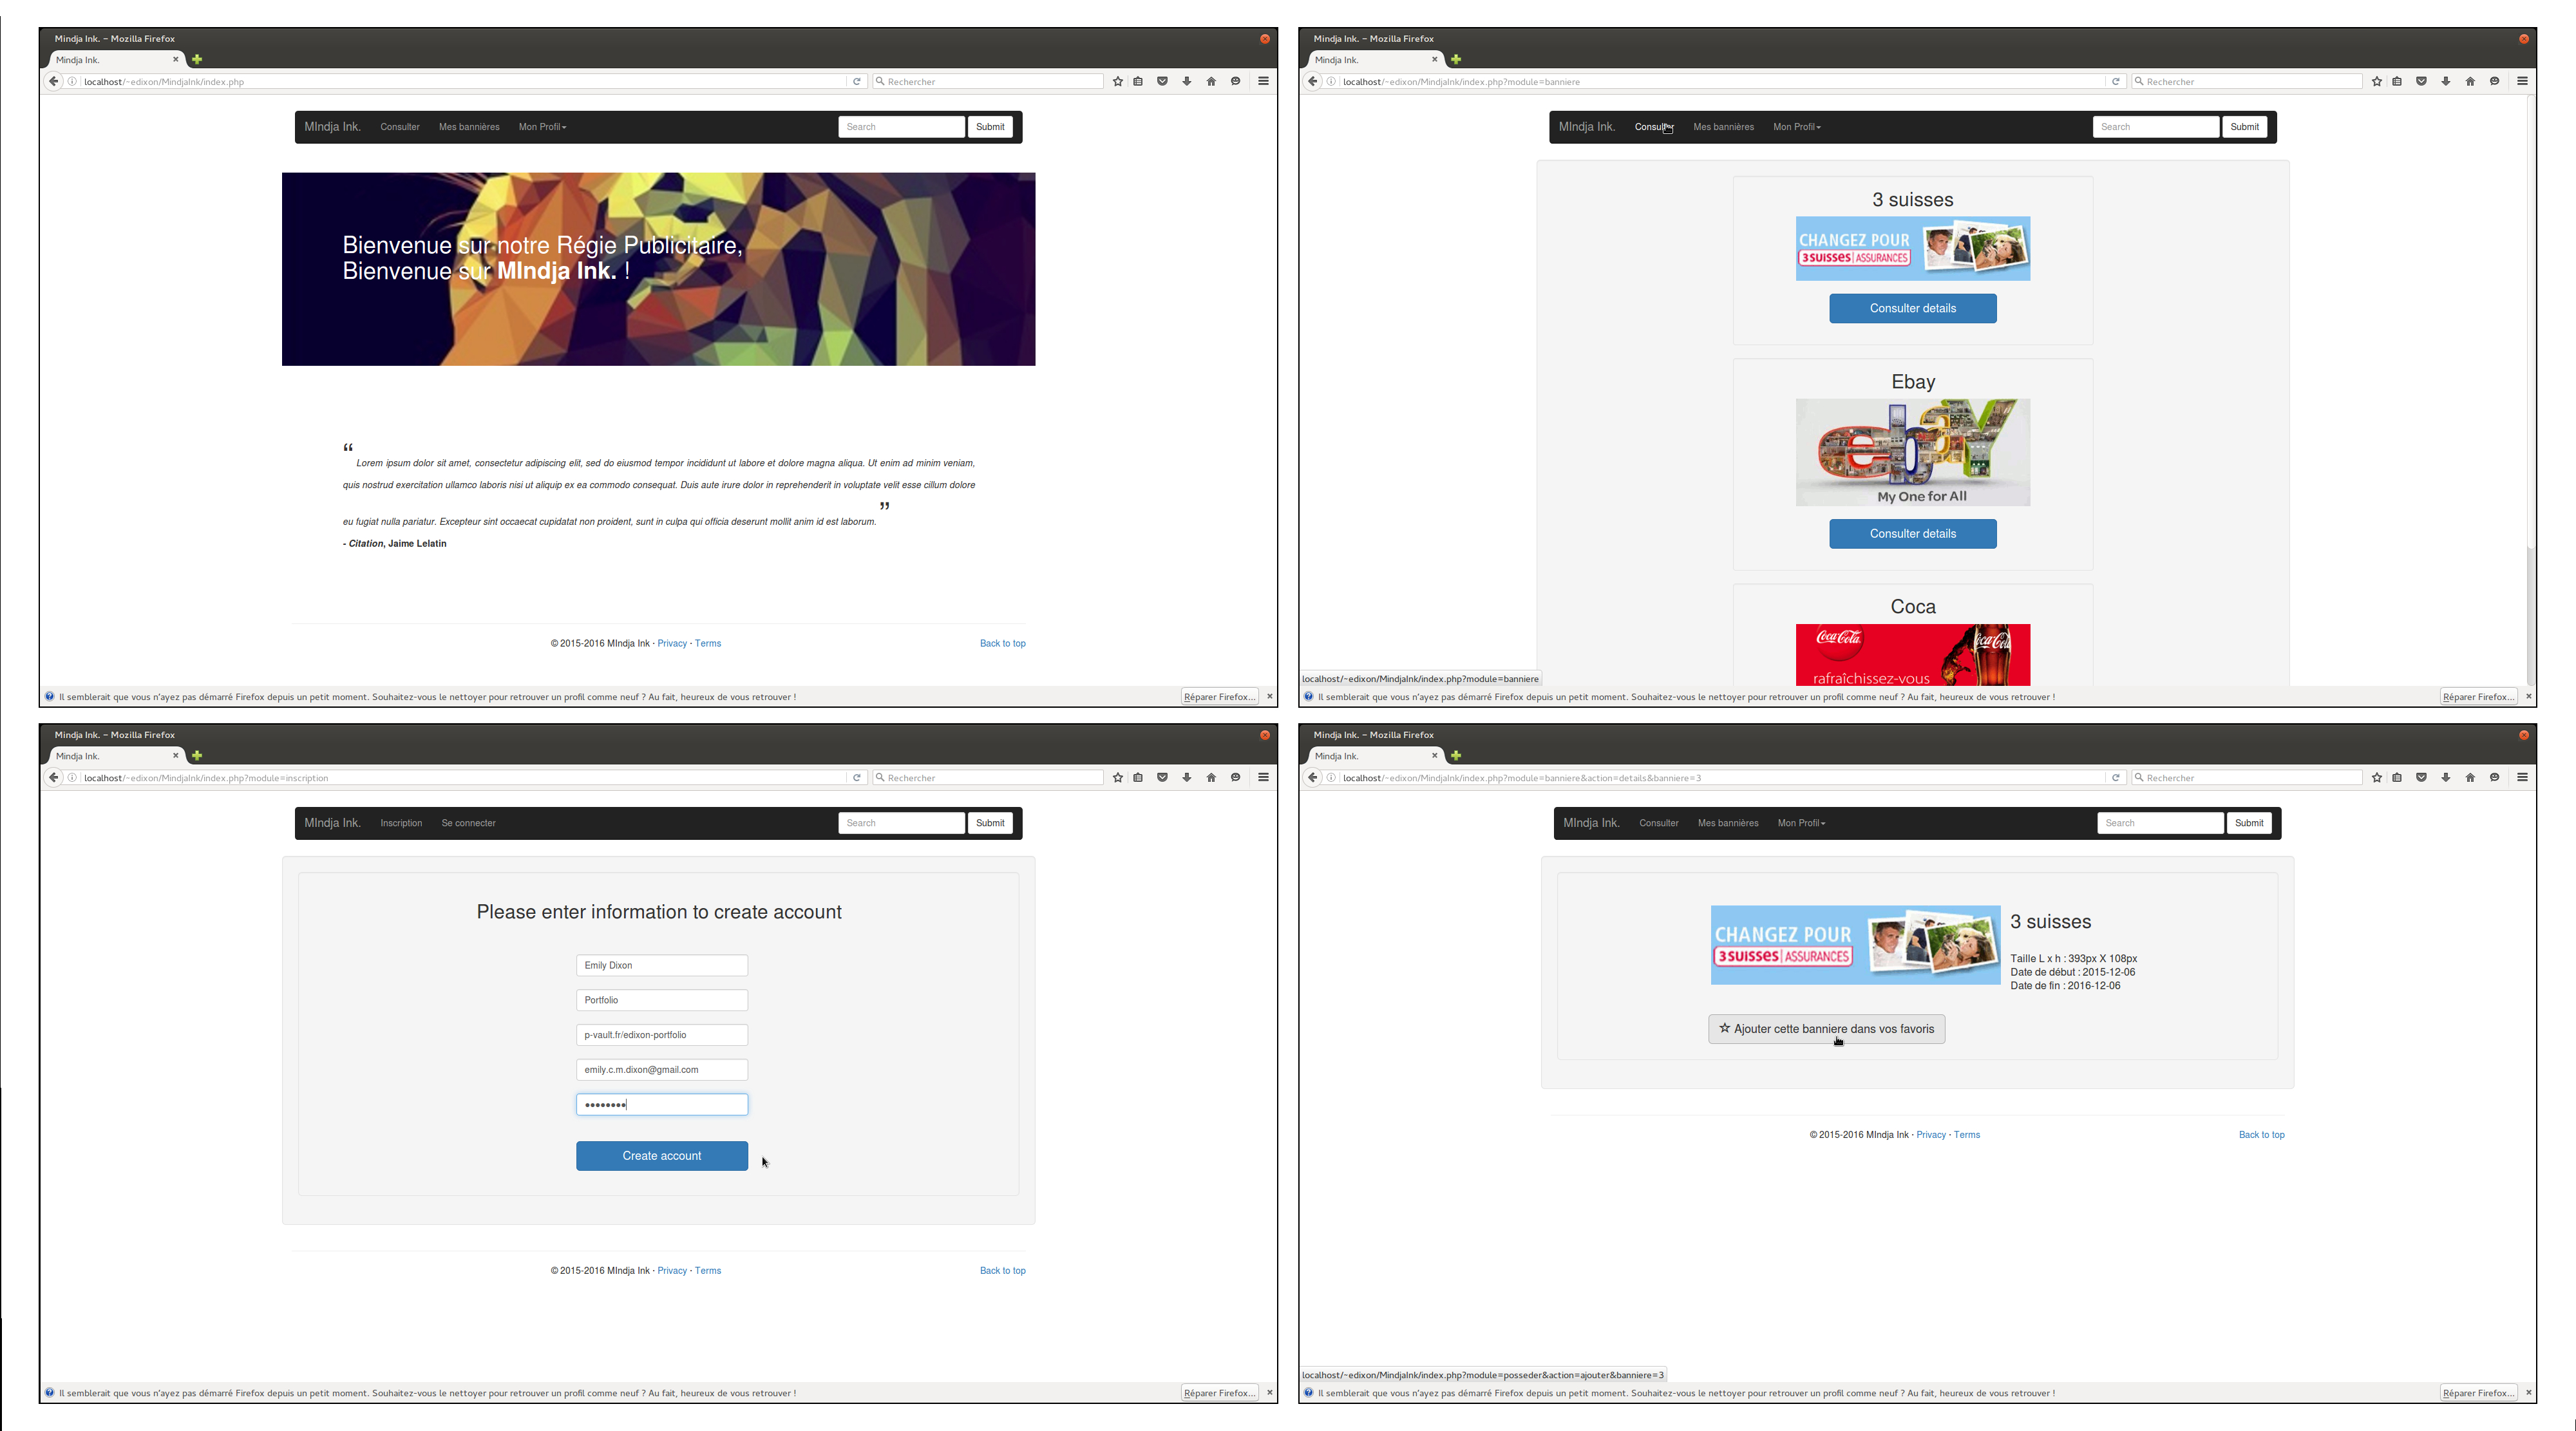 Mindja Ink. – Mozilla Firefox
Mindja Ink.
localhost/~edixon/MindjaInk/index.php
Rechercher
MIndja Ink. Consulter Mes bannières Mon Profil Search Submit
Bienvenue sur notre Régie Publicitaire,
Bienvenue sur MIndja Ink. !
“ Lorem ipsum dolor sit amet, consectetur adipiscing elit, sed do eiusmod tempor incididunt ut labore et dolore magna aliqua. Ut enim ad minim veniam,
quis nostrud exercitation ullamco laboris nisi ut aliquip ex ea commodo consequat. Duis aute irure dolor in reprehenderit in voluptate velit esse cillum dolore
eu fugiat nulla pariatur. Excepteur sint occaecat cupidatat non proident, sunt in culpa qui officia deserunt mollit anim id est laborum. ”
- Citation, Jaime Lelatin
© 2015-2016 MIndja Ink · Privacy · Terms Back to top
Il semblerait que vous n'ayez pas démarré Firefox depuis un petit moment. Souhaitez-vous le nettoyer pour retrouver un profil comme neuf ? Au fait, heureux de vous retrouver ! Réparer Firefox...
Mindja Ink. – Mozilla Firefox
Mindja Ink.
localhost/~edixon/MindjaInk/index.php?module=banniere
Rechercher
MIndja Ink. Consulter Mes bannières Mon Profil Search Submit
3 suisses
CHANGEZ POUR
3SUISSES|ASSURANCES
Consulter details
Ebay
ebay
My One for All
Consulter details
Coca
Coca-Cola
Coca-Cola
rafraîchissez-vous
localhost/~edixon/MindjaInk/index.php?module=banniere
Il semblerait que vous n'ayez pas démarré Firefox depuis un petit moment. Souhaitez-vous le nettoyer pour retrouver un profil comme neuf ? Au fait, heureux de vous retrouver ! Réparer Firefox...
Mindja Ink. – Mozilla Firefox
Mindja Ink.
localhost/~edixon/MindjaInk/index.php?module=inscription
Rechercher
MIndja Ink. Inscription Se connecter Search Submit
Please enter information to create account
Emily Dixon
Portfolio
p-vault.fr/edixon-portfolio
emily.c.m.dixon@gmail.com
••••••••
Create account
© 2015-2016 MIndja Ink · Privacy · Terms Back to top
Il semblerait que vous n'ayez pas démarré Firefox depuis un petit moment. Souhaitez-vous le nettoyer pour retrouver un profil comme neuf ? Au fait, heureux de vous retrouver ! Réparer Firefox...
Mindja Ink. – Mozilla Firefox
Mindja Ink.
localhost/~edixon/MindjaInk/index.php?module=banniere&action=details&banniere=3
Rechercher
MIndja Ink. Consulter Mes bannières Mon Profil Search Submit
CHANGEZ POUR
3SUISSES|ASSURANCES
3 suisses
Taille L x h : 393px X 108px
Date de début : 2015-12-06
Date de fin : 2016-12-06
Ajouter cette banniere dans vos favoris
© 2015-2016 MIndja Ink · Privacy · Terms Back to top
localhost/~edixon/MindjaInk/index.php?module=posseder&action=ajouter&banniere=3
Il semblerait que vous n'ayez pas démarré Firefox depuis un petit moment. Souhaitez-vous le nettoyer pour retrouver un profil comme neuf ? Au fait, heureux de vous retrouver ! Réparer Firefox...